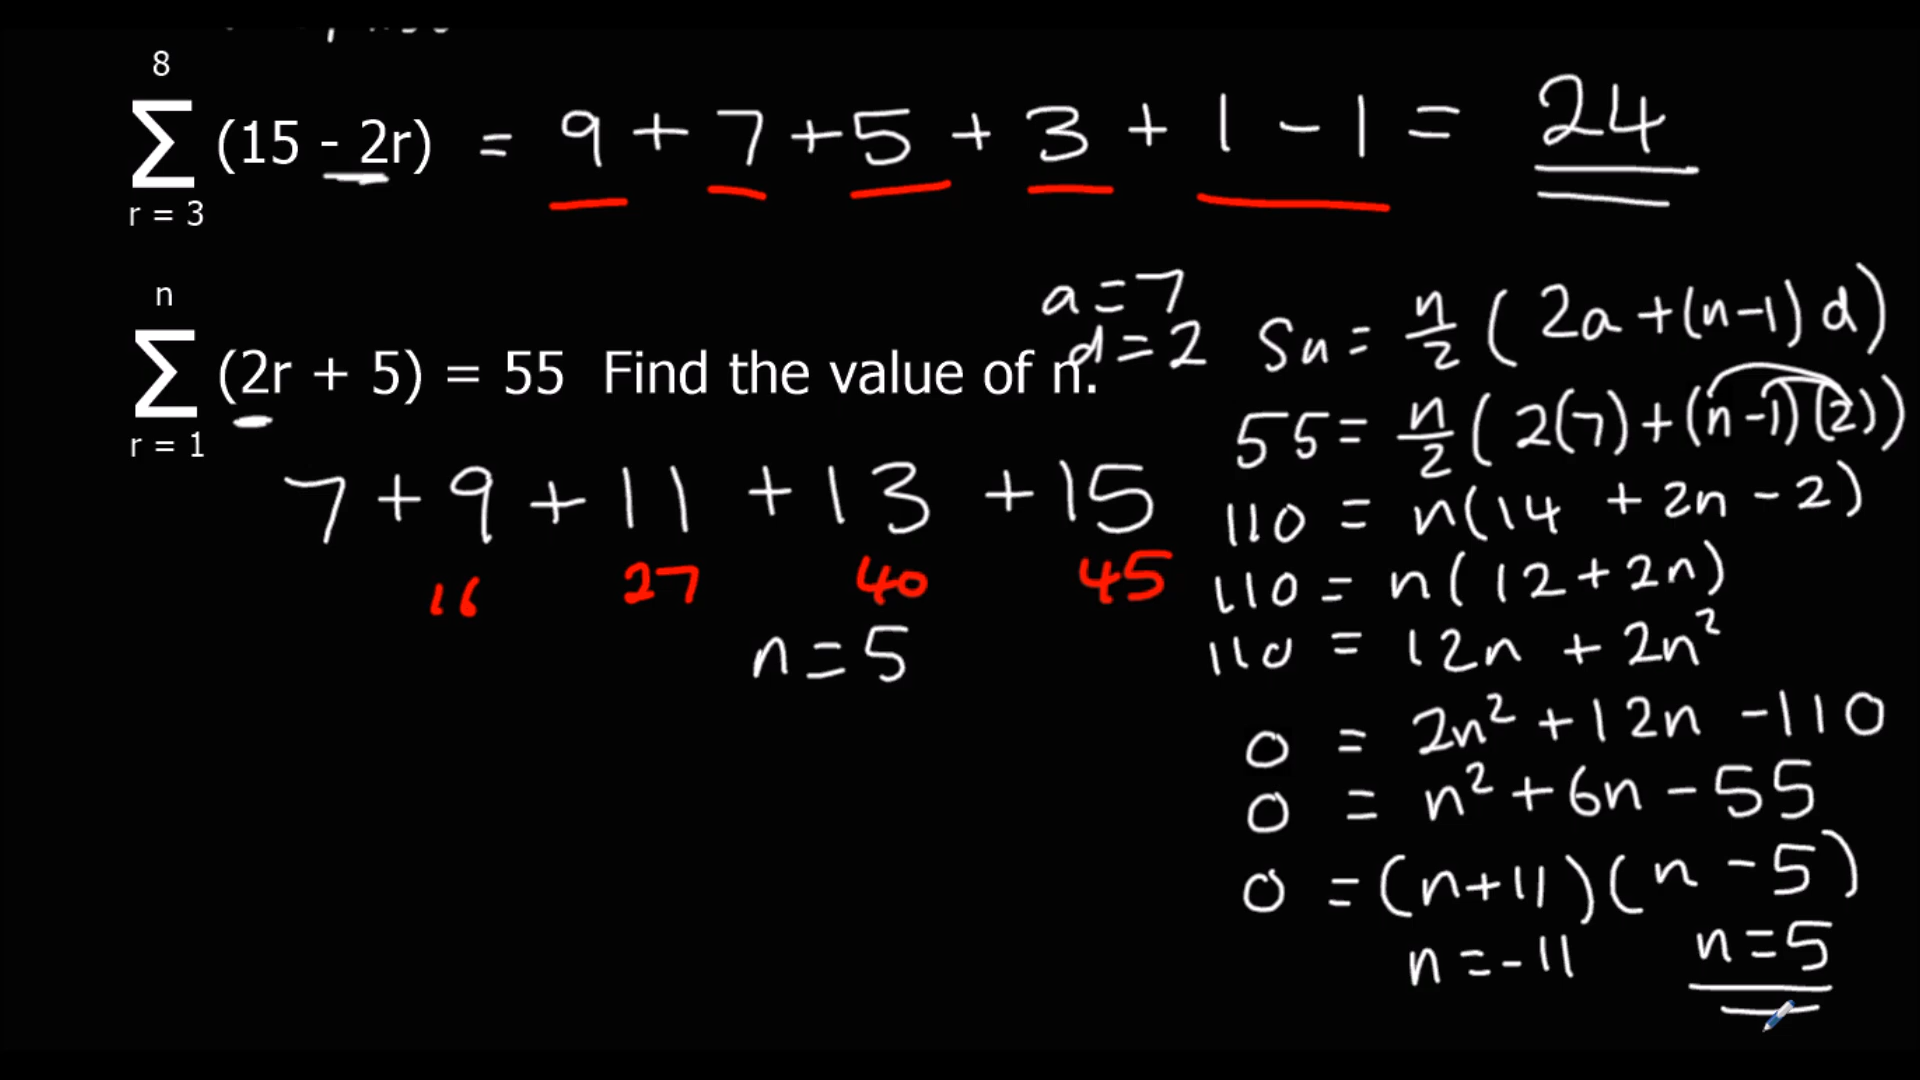 8
∑ (15 - 2r) = 9 + 7 + 5 + 3 + 1 - 1 = 24
r = 3
n
∑ (2r + 5) = 55 Find the value of n.
r = 1
a = 7
d = 2
7 + 9 + 11 + 13 + 15
16 27 40 45
n = 5
Sn = n/2 ( 2a + (n-1) d )
55 = n/2 ( 2(7) + (n-1)(2))
110 = n(14 + 2n - 2)
110 = n( 12 + 2n)
110 = 12n + 2n²
0 = 2n² + 12n - 110
0 = n² + 6n - 55
0 = (n+11)(n - 5)
n = -11 n = 5